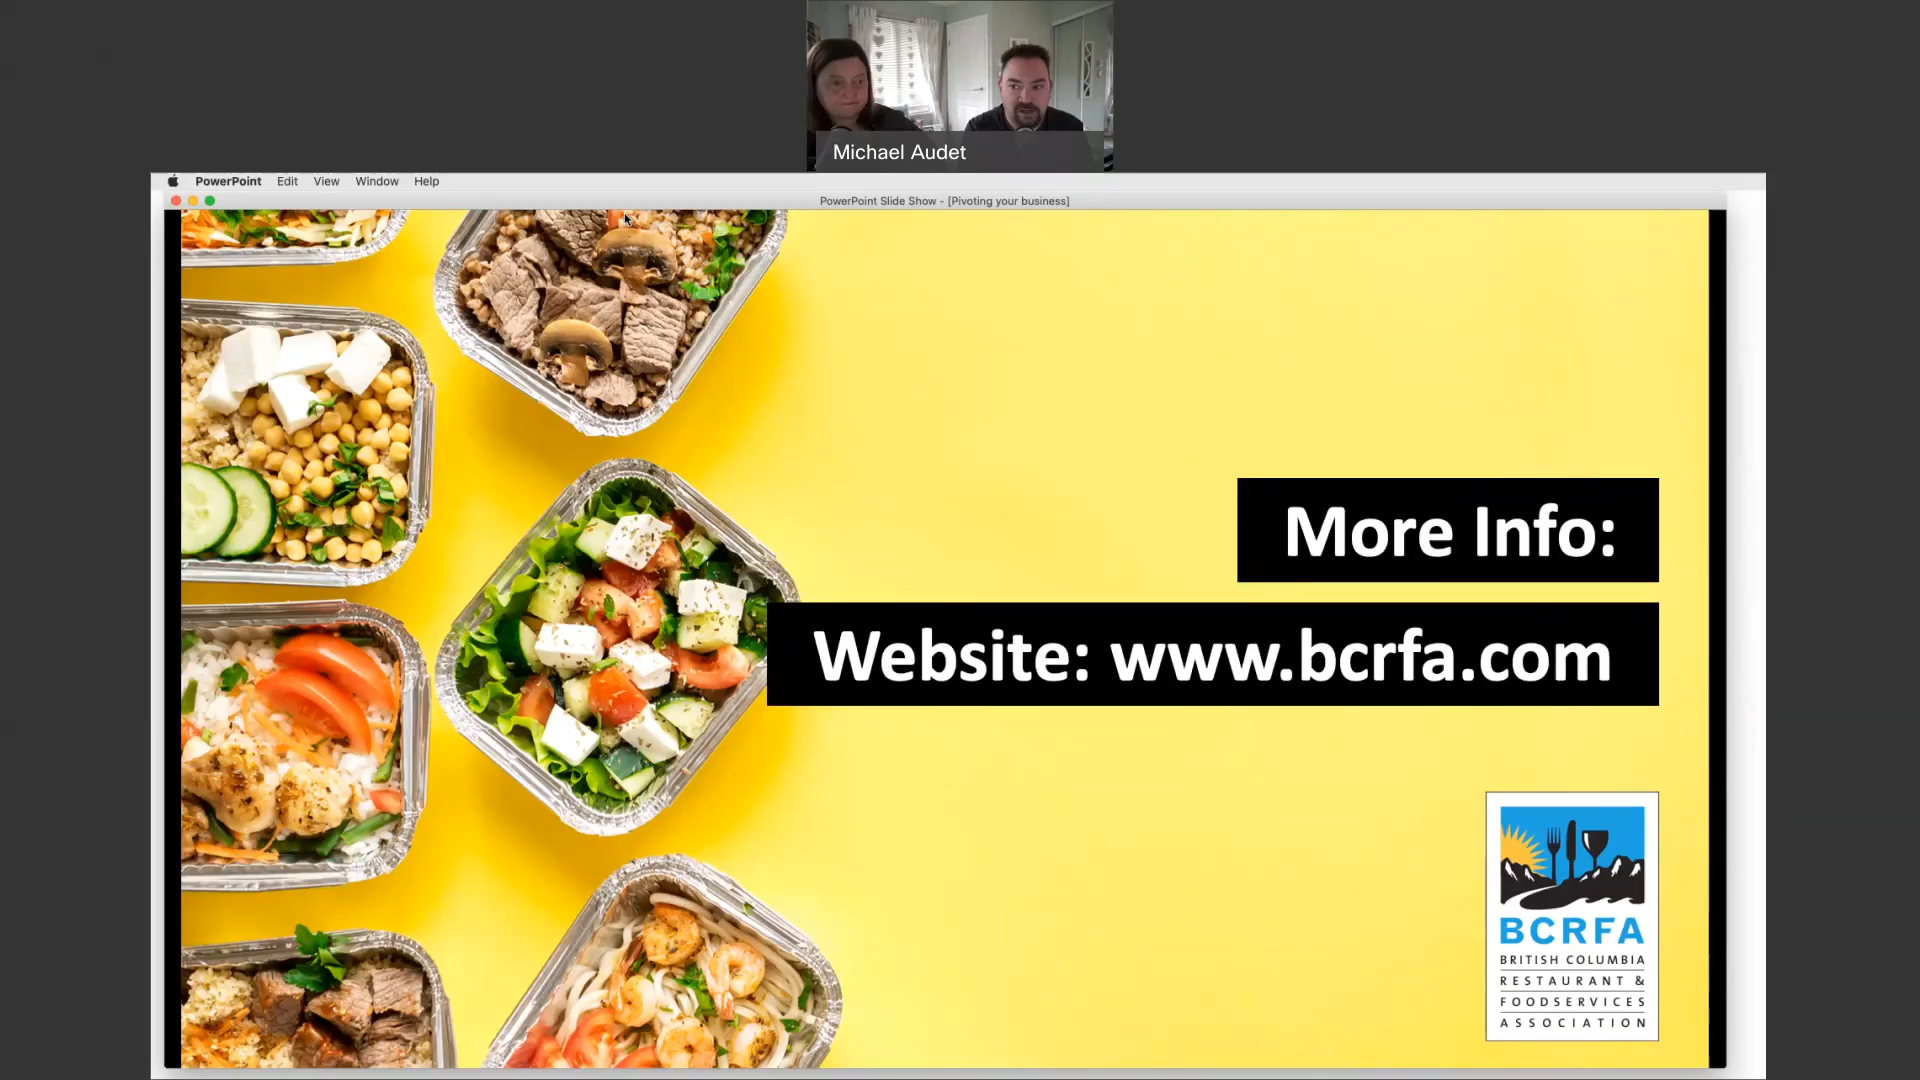 Michael Audet
PowerPoint Edit View Window Help
PowerPoint Slide Show - [Pivoting your business]
More Info:
Website: www.bcrfa.com
BCRFA
BRITISH COLUMBIA
RESTAURANT &
FOODSERVICES
ASSOCIATION